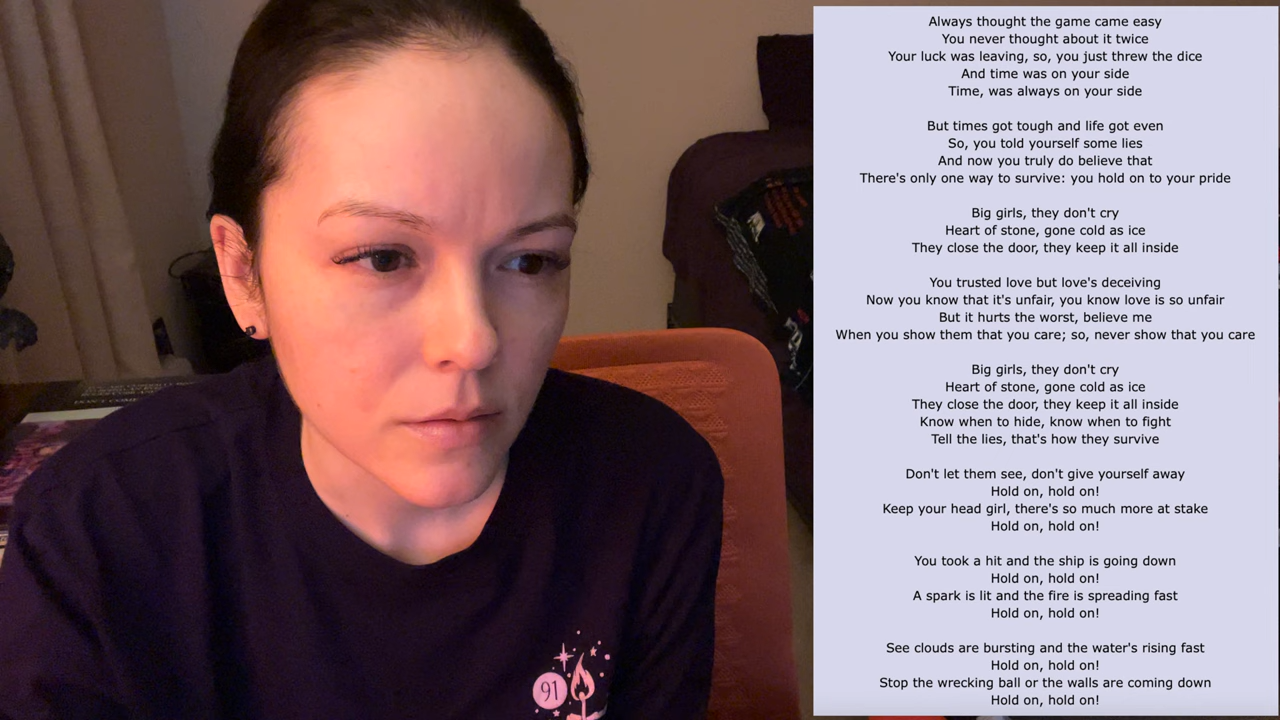 Always thought the game came easy
You never thought about it twice
Your luck was leaving, so, you just threw the dice
And time was on your side
Time, was always on your side
But times got tough and life got even
So, you told yourself some lies
And now you truly do believe that
There's only one way to survive: you hold on to your pride
Big girls, they don't cry
Heart of stone, gone cold as ice
They close the door, they keep it all inside
You trusted love but love's deceiving
Now you know that it's unfair, you know love is so unfair
But it hurts the worst, believe me
When you show them that you care; so, never show that you care
Big girls, they don't cry
Heart of stone, gone cold as ice
They close the door, they keep it all inside
Know when to hide, know when to fight
Tell the lies, that's how they survive
Don't let them see, don't give yourself away
Hold on, hold on!
Keep your head girl, there's so much more at stake
Hold on, hold on!
You took a hit and the ship is going down
Hold on, hold on!
A spark is lit and the fire is spreading fast
Hold on, hold on!
See clouds are bursting and the water's rising fast
Hold on, hold on!
Stop the wrecking ball or the walls are coming down
Hold on, hold on!
91